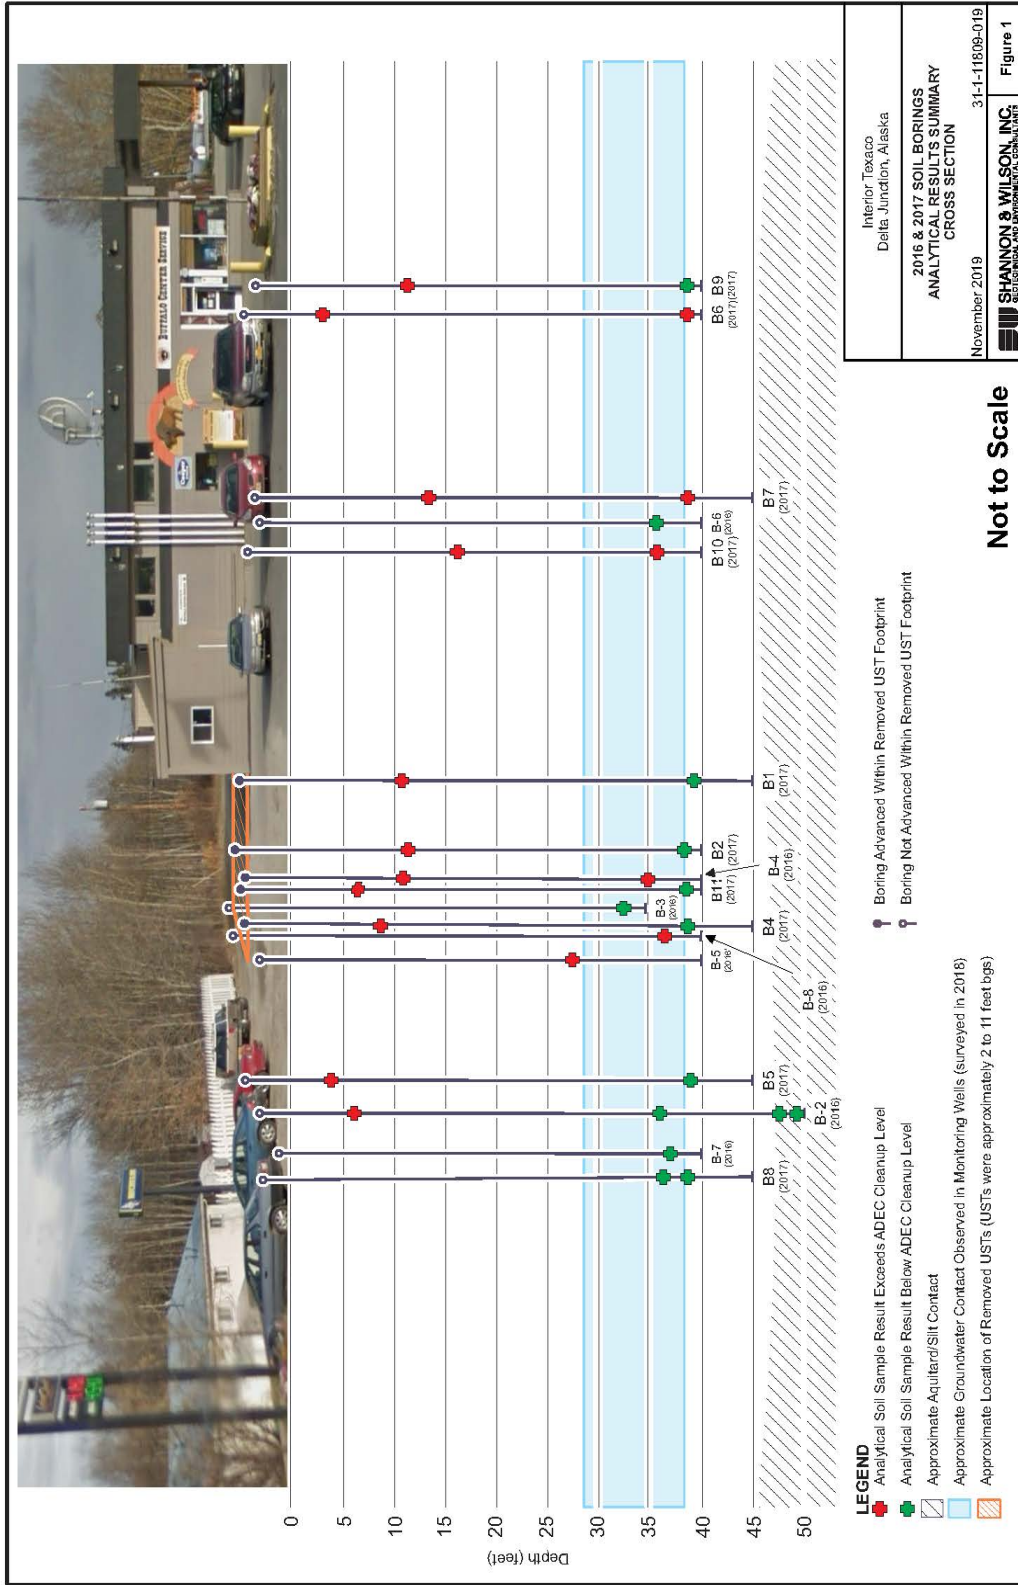 BUFFALO CENTER SERVICE
0
5
10
15
20
25
30
35
40
45
50
Depth (feet)
B8
(2017)
B-7
(2016)
B-2
(2016)
B5
(2017)
B-8
(2016)
B-5
(2016)
B4
(2017)
B-3
(2016)
B11
(2017)
B-4
(2016)
B2
(2017)
B1
(2017)
B10
(2017)
B-6
(2016)
B7
(2017)
B6
(2017)
B9
(2017)
LEGEND
Analytical Soil Sample Result Exceeds ADEC Cleanup Level
Analytical Soil Sample Result Below ADEC Cleanup Level
Approximate Aquitard/Silt Contact
Approximate Groundwater Contact Observed in Monitoring Wells (surveyed in 2018)
Approximate Location of Removed USTs (USTs were approximately 2 to 11 feet bgs)
Boring Advanced Within Removed UST Footprint
Boring Not Advanced Within Removed UST Footprint
Not to Scale
Interior Texaco
Delta Junction, Alaska
2016 & 2017 SOIL BORINGS
ANALYTICAL RESULTS SUMMARY
CROSS SECTION
November 2019 31-1-11809-019
SHANNON & WILSON, INC.
GEOTECHNICAL AND ENVIRONMENTAL CONSULTANTS
Figure 1